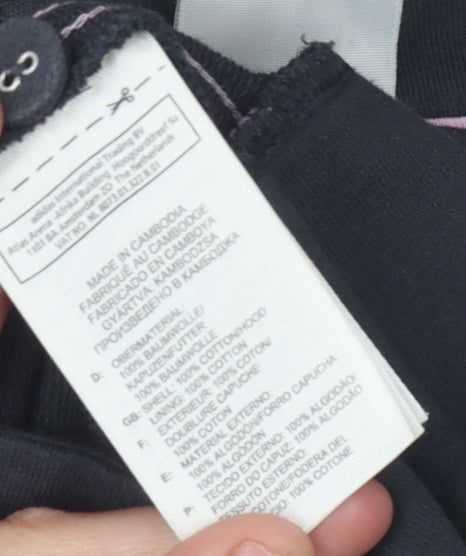 adidas International Trading BV
Atlas Arena -Afrika Building Hoogoorddreef 9a
1101 BA Amsterdam ZO The Netherlands
VAT NO. NL 8073.01.322.B.01
MADE IN CAMBODIA
FABRIQUÉ AU CAMBODGE
FABRICADO EN CAMBOYA
GYÁRTVA: KAMBODZSA
ПРОИЗВЕДЕНО В КАМБОДЖА
D: OBERMATERIAL:
100% BAUMWOLLE/
KAPUZENFUTTER:
100% BAUMWOLLE
GB: SHELL: 100% COTTON/HOOD
LINING: 100% COTTON
F: EXTERIEUR: 100% COTON/
DOUBLURE CAPUCHE:
100% COTON
E: MATERIAL EXTERNO:
100% ALGODÓN/FORRO CAPUCHA
100% ALGODÓN
P: TECIDO EXTERNO: 100% ALGODÃO/
FORRO DO CAPUZ: 100% ALGODÃO
TESSUTO ESTERNO:
COTONE/FODERA DEL
100% COTONE